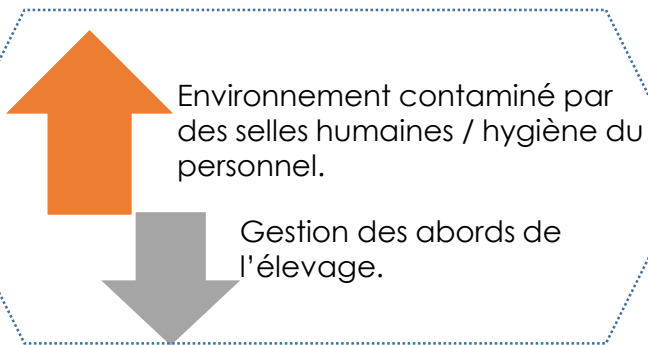 Environnement contaminé par
des selles humaines / hygiène du
personnel.
Gestion des abords de
l’élevage.